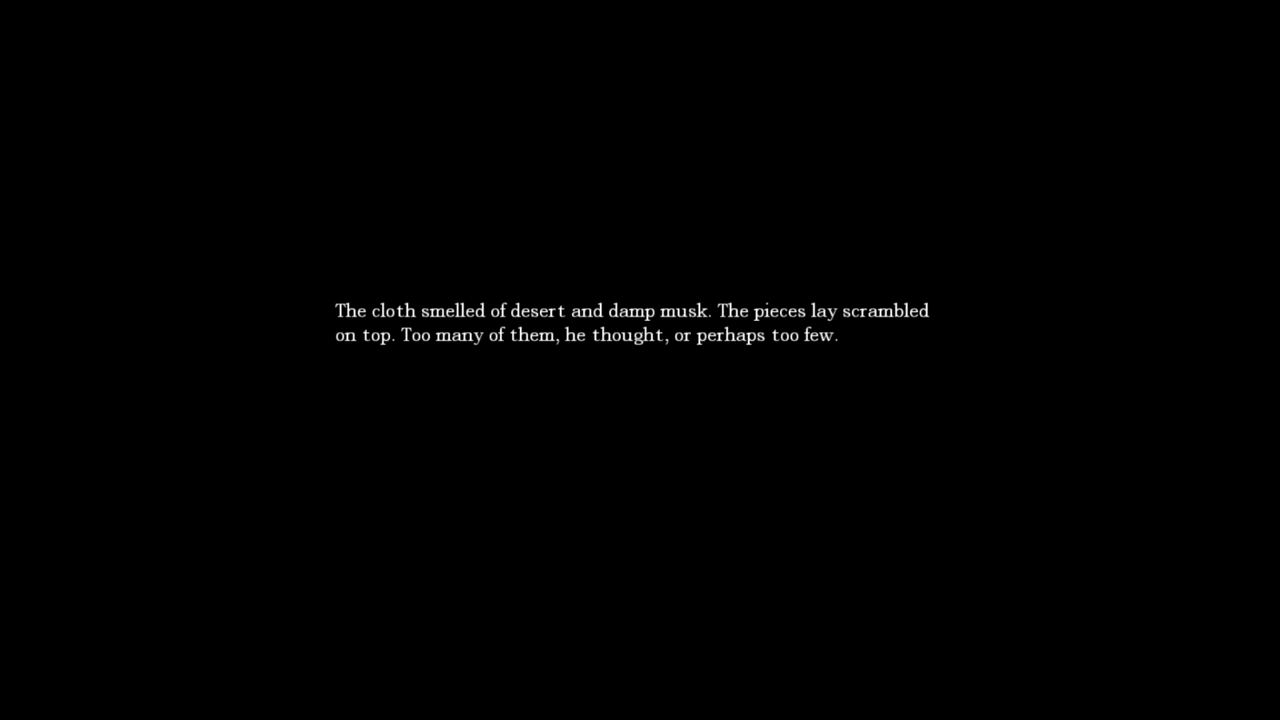 The cloth smelled of desert and damp musk. The pieces lay scrambled
on top. Too many of them, he thought, or perhaps too few.